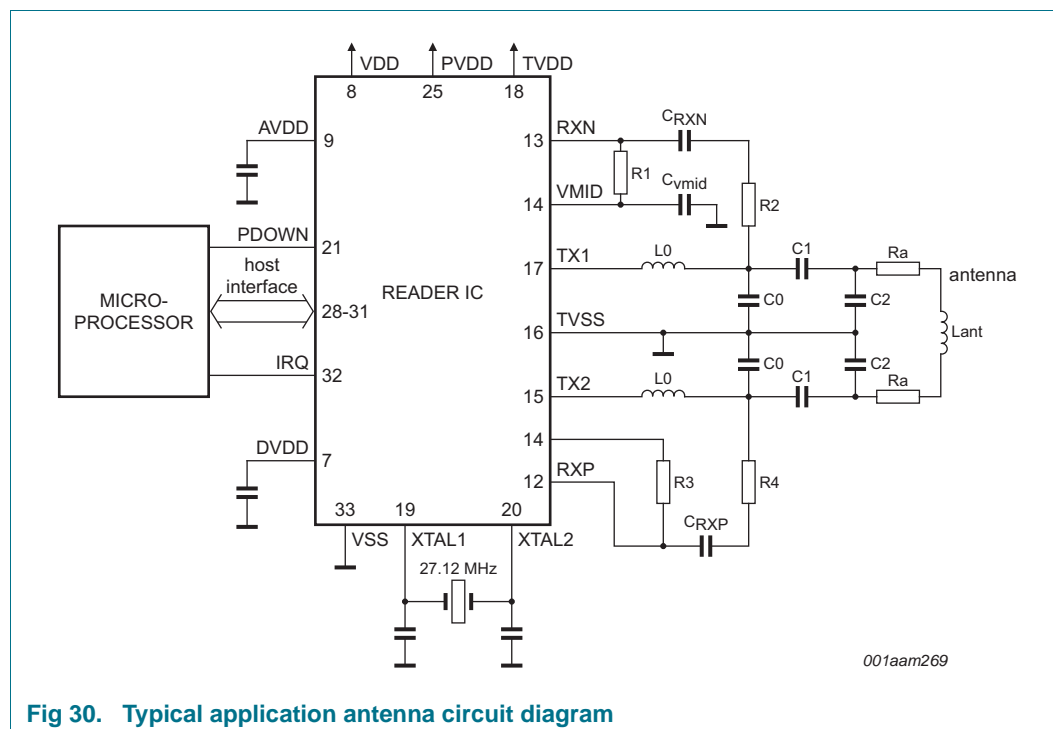 VDD PVDD TVDD
8 25 18
AVDD
9
RXN
13
CRXN
R1
VMID
14
Cvmid
R2
PDOWN
21
host
interface
28-31
MICRO-
PROCESSOR
IRQ
32
READER IC
TX1
17
L0
C1
Ra
antenna
C0
C2
TVSS
16
Lant
C0
C2
TX2
15
L0
C1
Ra
14
RXP
12
R3
R4
CRXP
DVDD
7
33 19 20
VSS XTAL1 XTAL2
27.12 MHz
001aam269
Fig 30. Typical application antenna circuit diagram